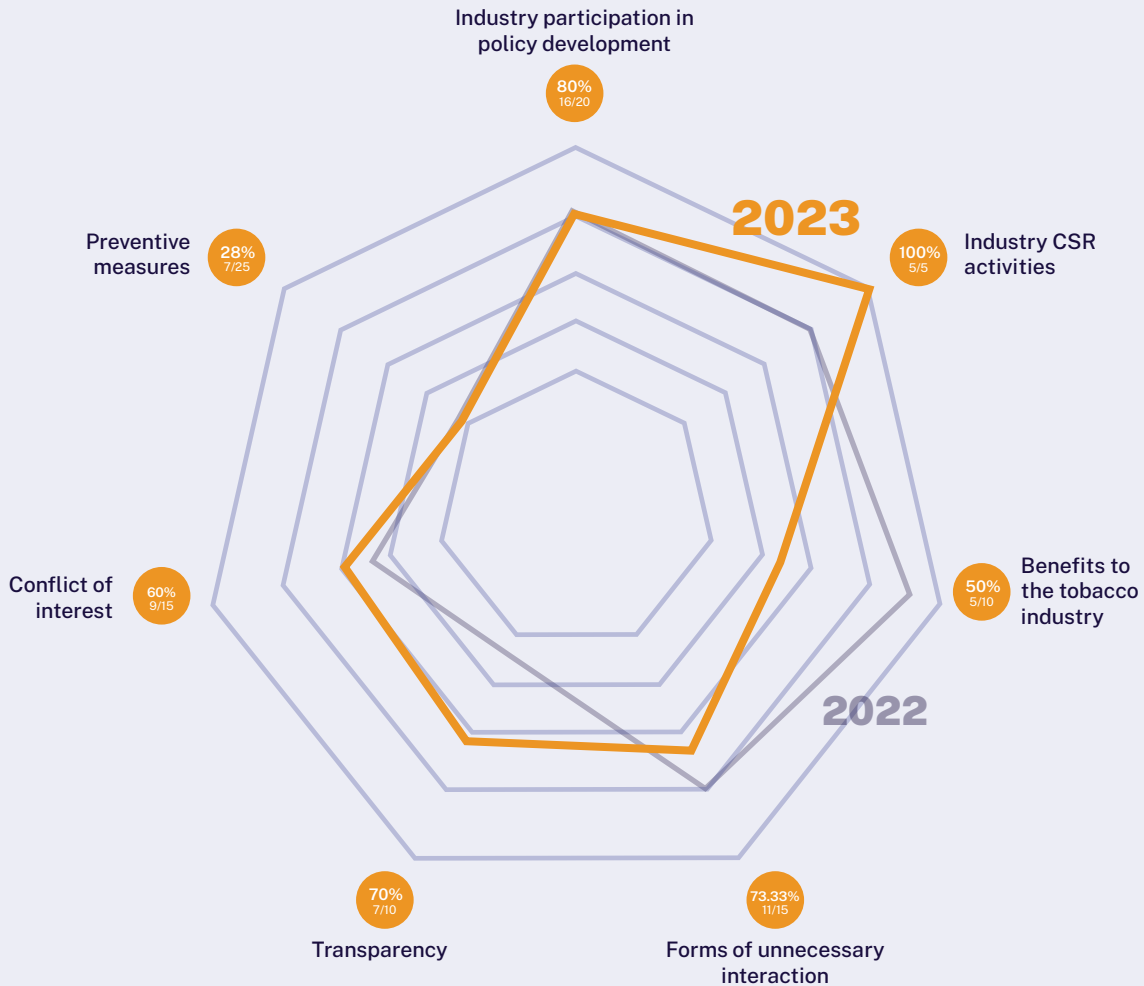 Industry participation in
policy development
80%
16/20
2023
Industry CSR
activities
100%
5/5
Preventive
measures
28%
7/25
Benefits to
the tobacco
industry
50%
5/10
Conflict of
interest
60%
9/15
2022
70%
7/10
Transparency
73.33%
11/15
Forms of unnecessary
interaction